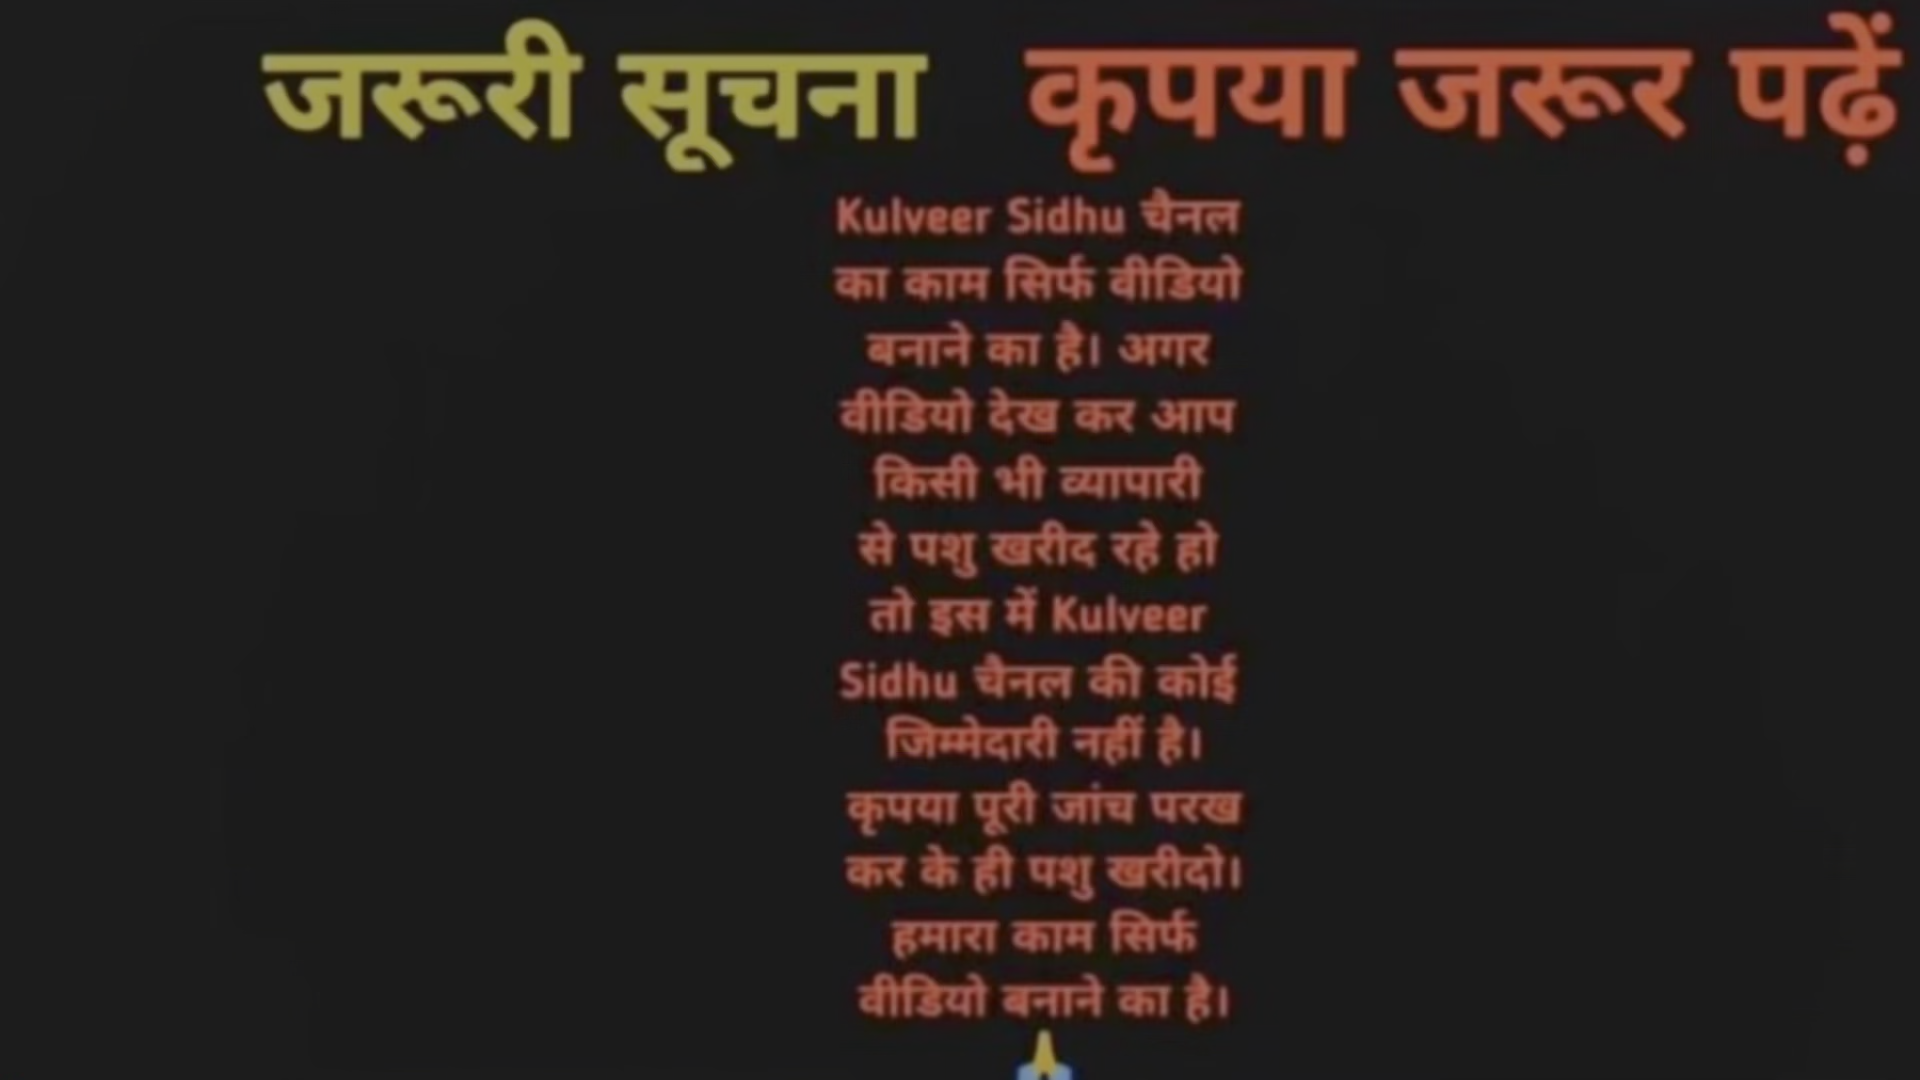 जरूरी सूचना कृपया जरूर पढ़ें
Kulveer Sidhu चैनल
का काम सिर्फ वीडियो
बनाने का है। अगर
वीडियो देख कर आप
किसी भी व्यापारी
से पशु खरीद रहे हो
तो इस में Kulveer
Sidhu चैनल की कोई
जिम्मेदारी नहीं है।
कृपया पूरी जांच परख
कर के ही पशु खरीदो।
हमारा काम सिर्फ
वीडियो बनाने का है।